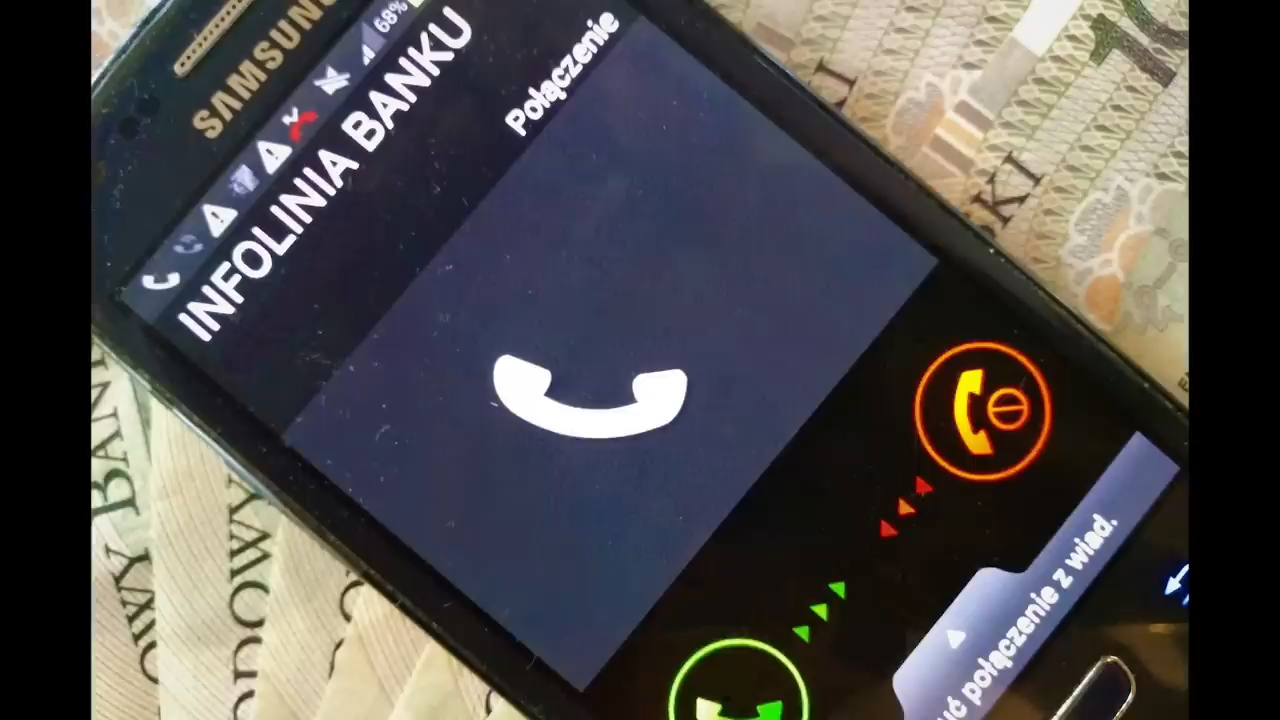 SAMSUNG
68%
INFOLINIA BANKU
Połączenie
połączenie z wiad.